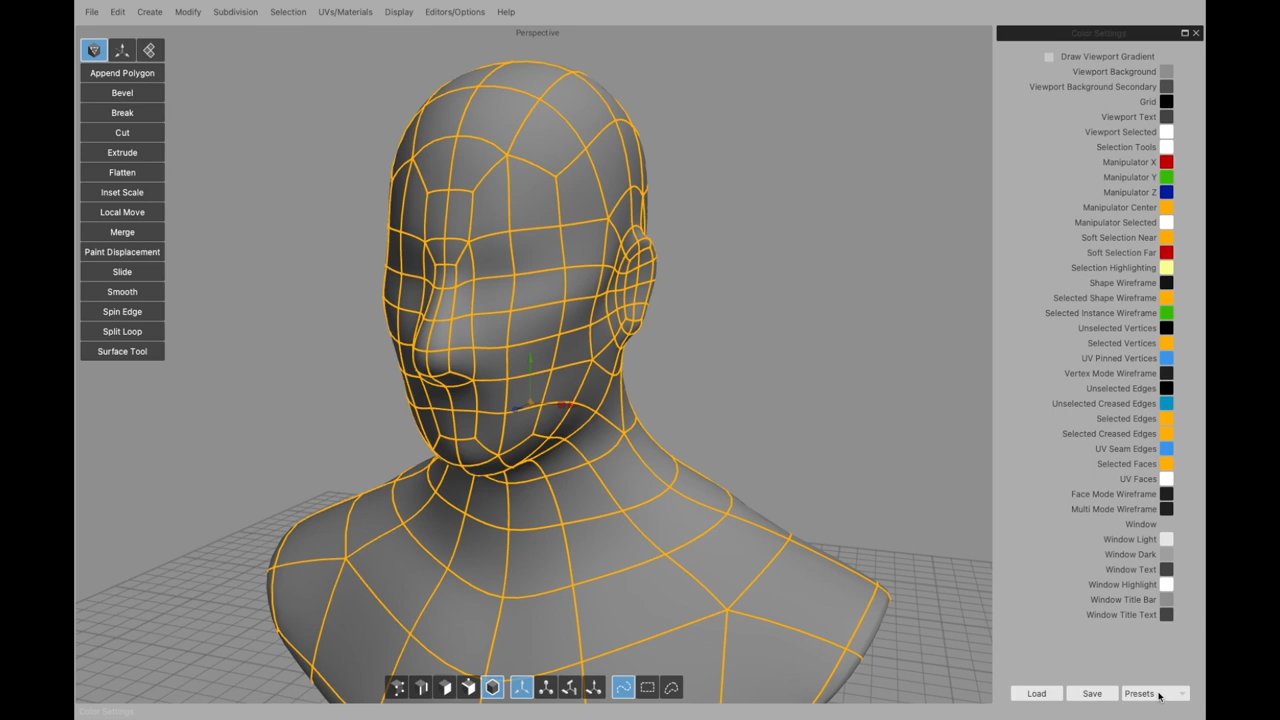 File Edit Create Modify Subdivision Selection UVs/Materials Display Editors/Options Help
Perspective
Append Polygon
Bevel
Break
Cut
Extrude
Flatten
Inset Scale
Local Move
Merge
Paint Displacement
Slide
Smooth
Spin Edge
Split Loop
Surface Tool
Color Settings
Draw Viewport Gradient
Viewport Background
Viewport Background Secondary
Grid
Viewport Text
Viewport Selected
Selection Tools
Manipulator X
Manipulator Y
Manipulator Z
Manipulator Center
Manipulator Selected
Soft Selection Near
Soft Selection Far
Selection Highlighting
Shape Wireframe
Selected Shape Wireframe
Selected Instance Wireframe
Unselected Vertices
Selected Vertices
UV Pinned Vertices
Vertex Mode Wireframe
Unselected Edges
Unselected Creased Edges
Selected Edges
Selected Creased Edges
UV Seam Edges
Selected Faces
UV Faces
Face Mode Wireframe
Multi Mode Wireframe
Window
Window Light
Window Dark
Window Text
Window Highlight
Window Title Bar
Window Title Text
Load Save Presets
Color Settings